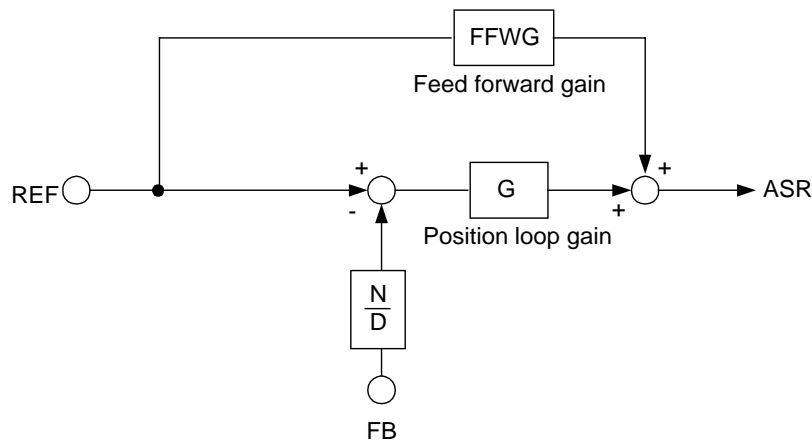 FFWG
Feed forward gain
+
+
REF
G
ASR
-
+
Position loop gain
N
D
FB